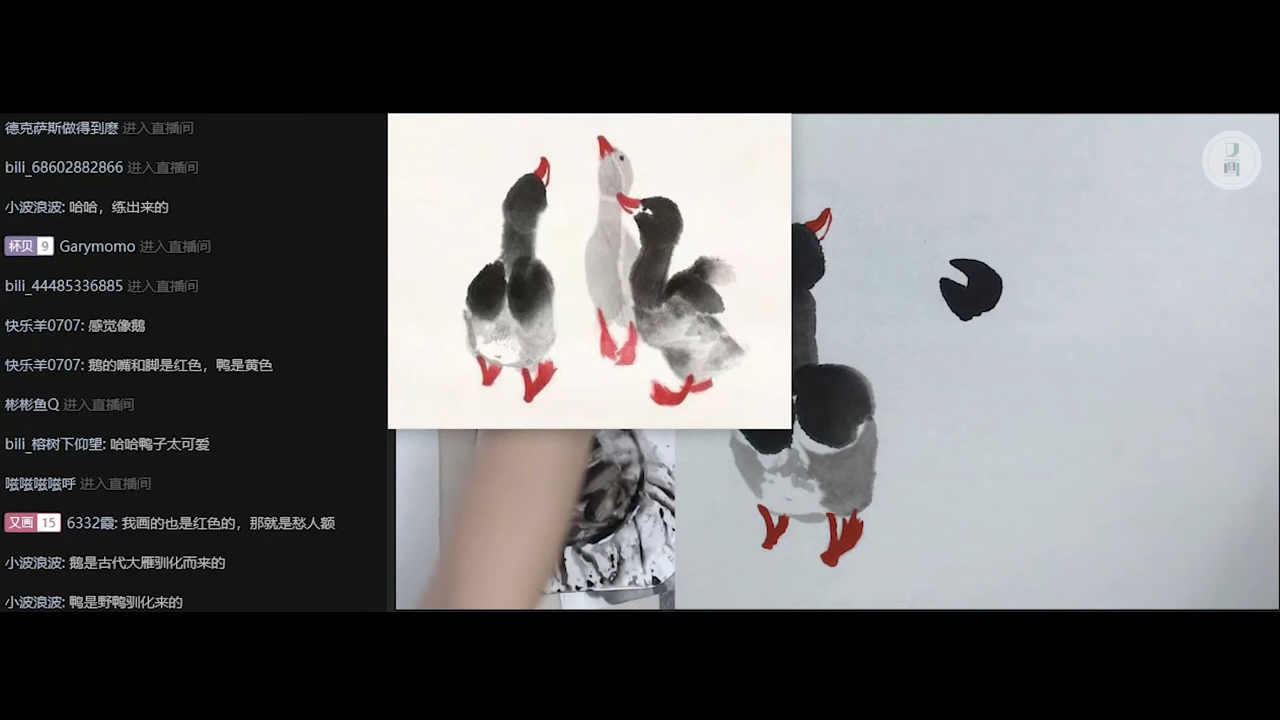 德克萨斯做得到麽 进入直播间
bili_68602882866 进入直播间
小波浪波: 哈哈，练出来的
杯贝 9 Garymomo 进入直播间
bili_44485336885 进入直播间
快乐羊0707: 感觉像鹅
快乐羊0707: 鹅的嘴和脚是红色，鸭是黄色
彬彬鱼Q 进入直播间
bili_榕树下仰望: 哈哈鸭子太可爱
嗞嗞嗞嗞呼 进入直播间
又画 15 6332霞: 我画的也是红色的，那就是愁人额
小波浪波: 鵝是古代大雁驯化而来的
小波浪波: 鸭是野鸭驯化来的
又画